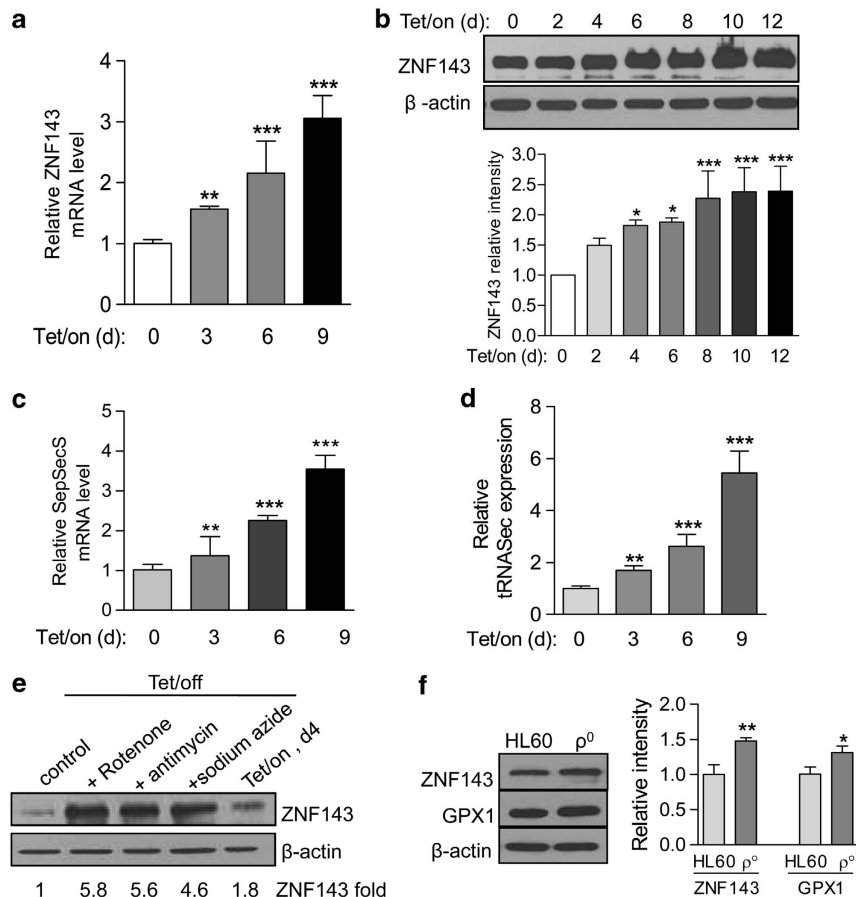 a
Relative ZNF143
mRNA level
4
3
2
1
0
**
***
***
Tet/on (d): 0 3 6 9
b
Tet/on (d): 0 2 4 6 8 10 12
ZNF143
β -actin
ZNF143 relative intensity
3.0
2.5
2.0
1.5
1.0
0.5
0.0
*
*
***
***
***
Tet/on (d): 0 2 4 6 8 10 12
c
Relative SepSecS
mRNA level
5
4
3
2
1
0
**
***
***
Tet/on (d): 0 3 6 9
d
Relative
tRNASec expression
8
6
4
2
0
**
***
***
Tet/on (d): 0 3 6 9
e
Tet/off
control
+ Rotenone
+ antimycin
+sodium azide
Tet/on , d4
ZNF143
β-actin
1 5.8 5.6 4.6 1.8 ZNF143 fold
f
HL60 ρ⁰
ZNF143
GPX1
β-actin
Relative intensity
2.0
1.5
1.0
0.5
0.0
**
*
HL60 ρ° HL60 ρ°
ZNF143 GPX1